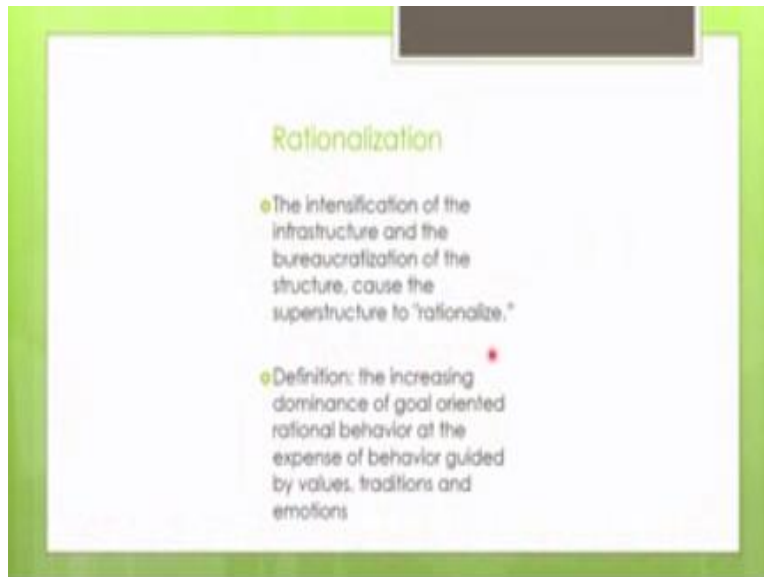 Rationalization
The intensification of the
infrastructure and the
bureaucratization of the
structure, cause the
superstructure to "rationalize."
Definition: the increasing
dominance of goal oriented
rational behavior at the
expense of behavior guided
by values, traditions and
emotions